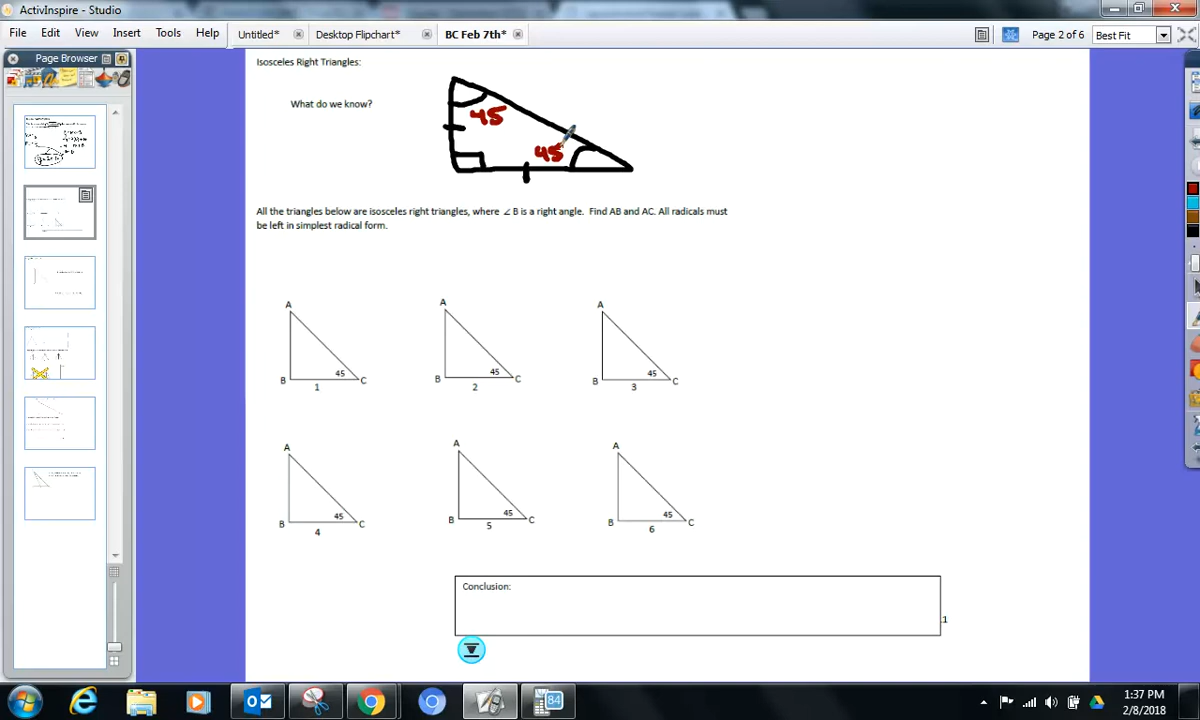 ActivInspire - Studio
File Edit View Insert Tools Help
Untitled* Desktop Flipchart* BC Feb 7th*
Page 2 of 6 Best Fit
Page Browser
Isosceles Right Triangles:
What do we know?
45
45
All the triangles below are isosceles right triangles, where ∠ B is a right angle. Find AB and AC. All radicals must
be left in simplest radical form.
A A A
45 45 45
B C B C B C
1 2 3
A A A
45 45 45
B C B C B C
4 5 6
Conclusion:
.1
84
1:37 PM
2/8/2018